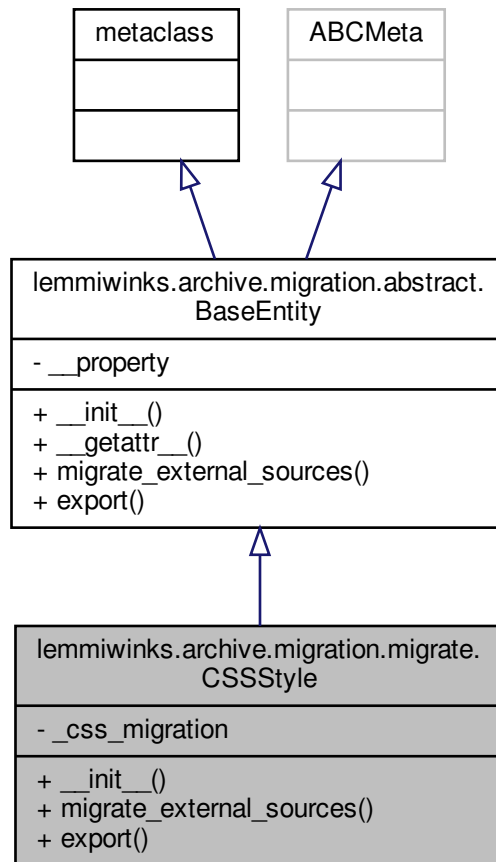 metaclass
ABCMeta
lemmiwinks.archive.migration.abstract.
BaseEntity
- __property
+ __init__()
+ __getattr__()
+ migrate_external_sources()
+ export()
lemmiwinks.archive.migration.migrate.
CSSStyle
- _css_migration
+ __init__()
+ migrate_external_sources()
+ export()